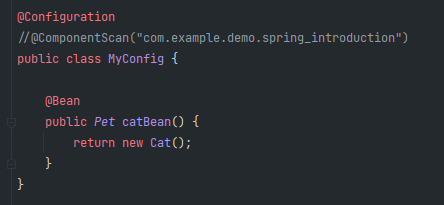 @Configuration
//@ComponentScan("com.example.demo.spring_introduction")
public class MyConfig {
@Bean
public Pet catBean() {
return new Cat();
}
}